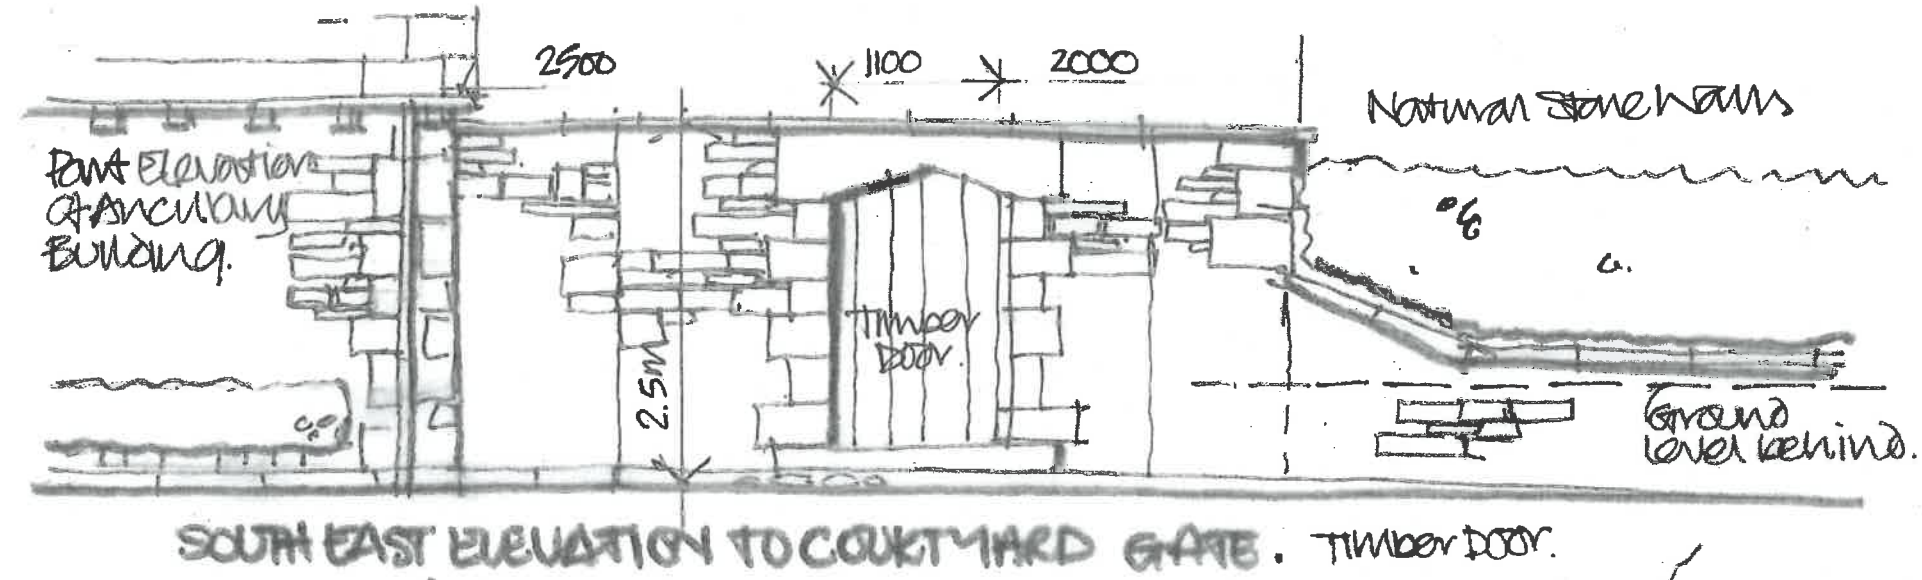 2500
1100
2000
Natural Stone Walls
Part Elevation
Of Ancillary
Building.
Timber
Door.
2.5m
Ground
level behind.
SOUTH EAST ELEVATION TO COURTYARD GATE. Timber Door.